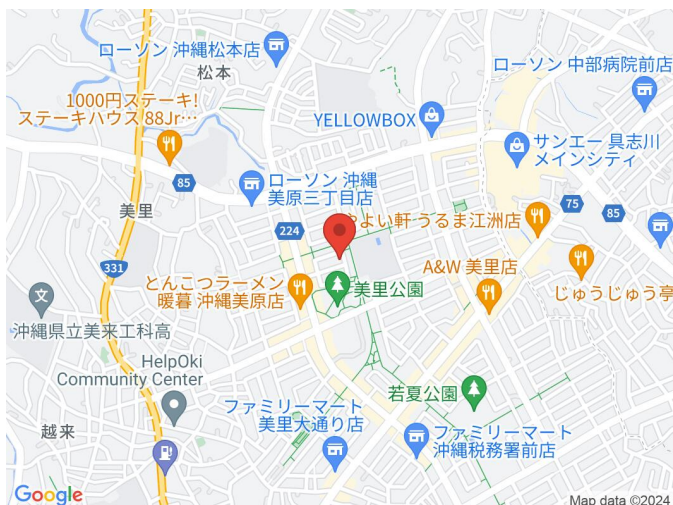 ローソン 沖縄松本店
松本
ローソン 中部病院前店
1000円ステーキ!
ステーキハウス 88Jr…
YELLOWBOX
サンエー 具志川
メインシティ
85
ローソン 沖縄
美原三丁目店
美里
224
やよい軒 うるま江洲店
75
85
331
とんこつラーメン
暖暮 沖縄美原店
美里公園
A&W 美里店
じゅうじゅう亭
沖縄県立美来工科高
HelpOki
Community Center
若夏公園
越来
ファミリーマート
美里大通り店
ファミリーマート
沖縄税務署前店
Google
Map data ©2024